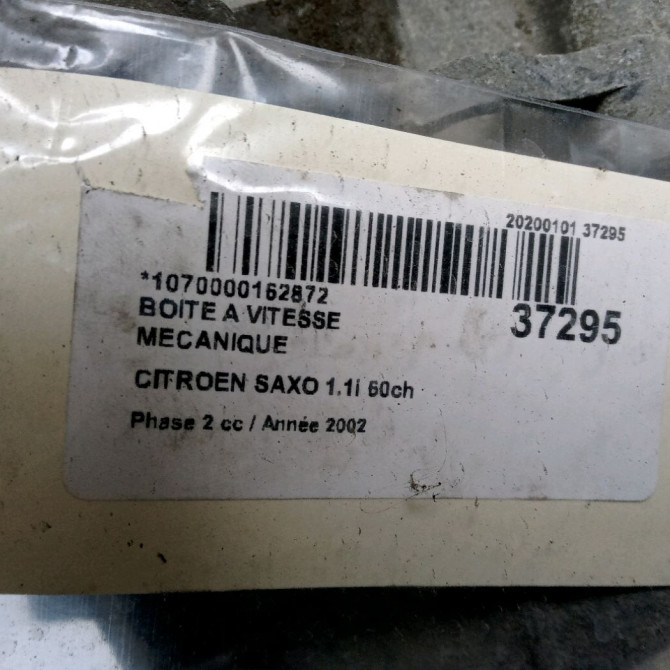 20200101 37295
*1070000162872
BOITE A VITESSE
MECANIQUE
37295
CITROEN SAXO 1.1i 60ch
Phase 2 cc / Année 2002